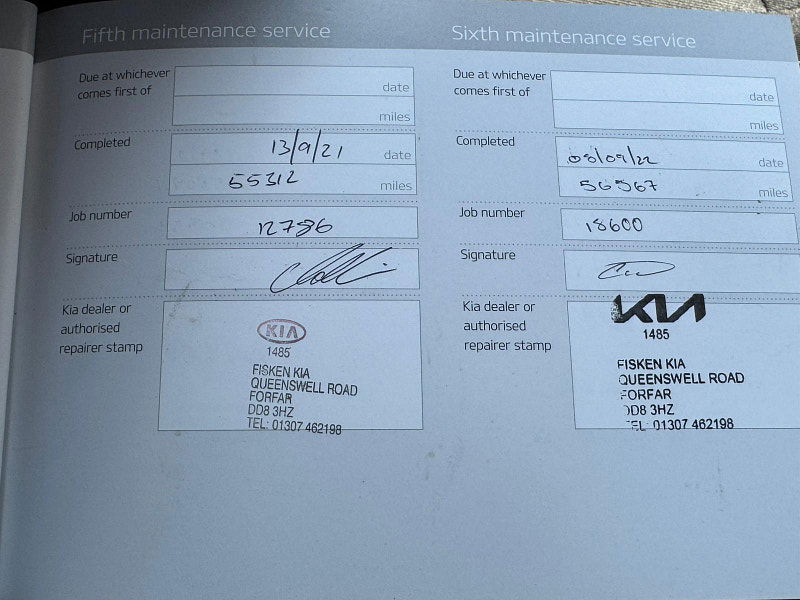 Fifth maintenance service
Due at whichever
comes first of
date
miles
Completed
13/9/21 date
55312 miles
Job number
12786
Signature
Kia dealer or
authorised
repairer stamp
KIA
1485
FISKEN KIA
QUEENSWELL ROAD
FORFAR
DD8 3HZ
TEL: 01307 462198
Sixth maintenance service
Due at whichever
comes first of
date
miles
Completed
08/09/22 date
56567 miles
Job number
18600
Signature
Kia dealer or
authorised
repairer stamp
KIA
1485
FISKEN KIA
QUEENSWELL ROAD
FORFAR
DD8 3HZ
TEL: 01307 462198